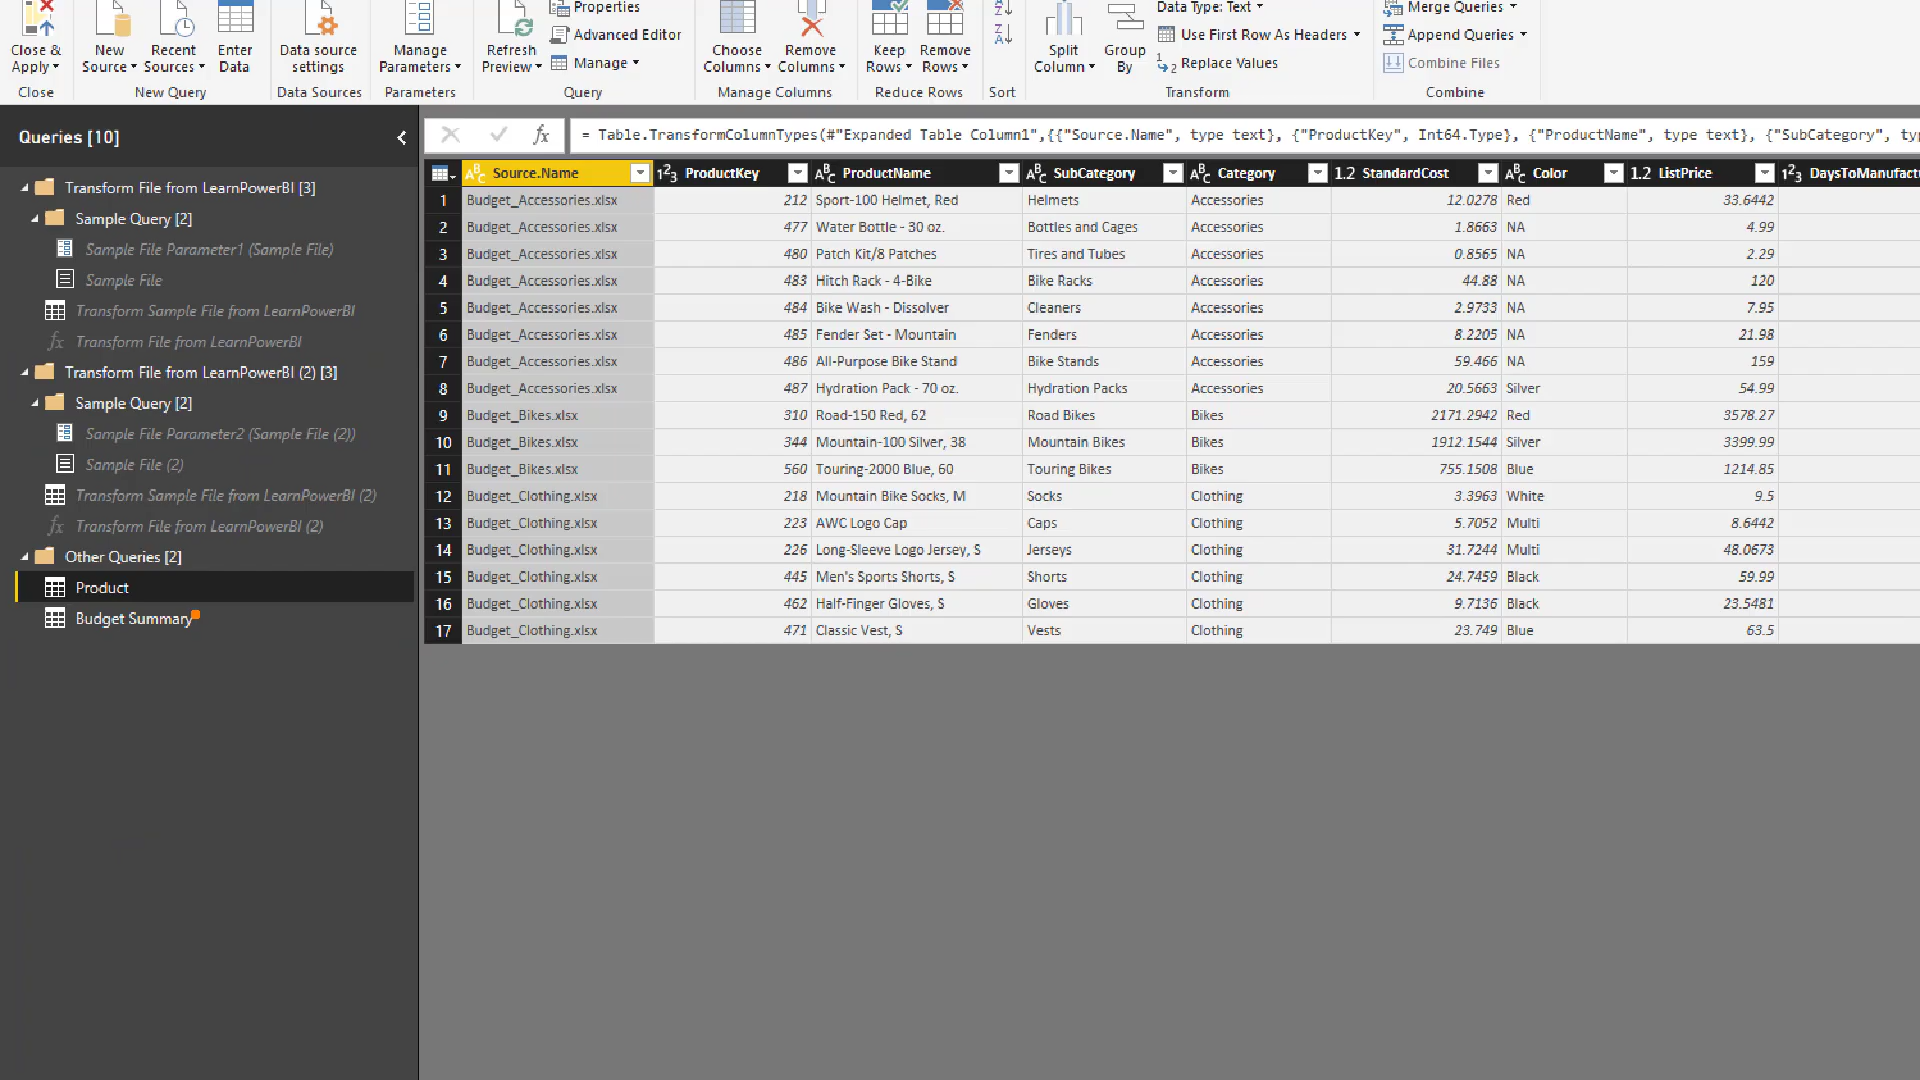 Close & Apply
New Source
Recent Sources
Enter Data
Data source settings
Manage Parameters
Refresh Preview
Properties
Advanced Editor
Manage
Choose Columns
Remove Columns
Keep Rows
Remove Rows
Split Column
Group By
Data Type: Text
Use First Row As Headers
Replace Values
Merge Queries
Append Queries
Combine Files
Close
New Query
Data Sources
Parameters
Query
Manage Columns
Reduce Rows
Sort
Transform
Combine
Queries [10]
Transform File from LearnPowerBI [3]
Sample Query [2]
Sample File Parameter1 (Sample File)
Sample File
Transform Sample File from LearnPowerBI
Transform File from LearnPowerBI
Transform File from LearnPowerBI (2) [3]
Sample Query [2]
Sample File Parameter2 (Sample File (2))
Sample File (2)
Transform Sample File from LearnPowerBI (2)
Transform File from LearnPowerBI (2)
Other Queries [2]
Product
Budget Summary
= Table.TransformColumnTypes(#"Expanded Table Column1",{{"Source.Name", type text}, {"ProductKey", Int64.Type}, {"ProductName", type text}, {"SubCategory", typ
Source.Name ProductKey ProductName SubCategory Category 1.2 StandardCost Color 1.2 ListPrice DaysToManufact
1 Budget_Accessories.xlsx 212 Sport-100 Helmet, Red Helmets Accessories 12.0278 Red 33.6442
2 Budget_Accessories.xlsx 477 Water Bottle - 30 oz. Bottles and Cages Accessories 1.8663 NA 4.99
3 Budget_Accessories.xlsx 480 Patch Kit/8 Patches Tires and Tubes Accessories 0.8565 NA 2.29
4 Budget_Accessories.xlsx 483 Hitch Rack - 4-Bike Bike Racks Accessories 44.88 NA 120
5 Budget_Accessories.xlsx 484 Bike Wash - Dissolver Cleaners Accessories 2.9733 NA 7.95
6 Budget_Accessories.xlsx 485 Fender Set - Mountain Fenders Accessories 8.2205 NA 21.98
7 Budget_Accessories.xlsx 486 All-Purpose Bike Stand Bike Stands Accessories 59.466 NA 159
8 Budget_Accessories.xlsx 487 Hydration Pack - 70 oz. Hydration Packs Accessories 20.5663 Silver 54.99
9 Budget_Bikes.xlsx 310 Road-150 Red, 62 Road Bikes Bikes 2171.2942 Red 3578.27
10 Budget_Bikes.xlsx 344 Mountain-100 Silver, 38 Mountain Bikes Bikes 1912.1544 Silver 3399.99
11 Budget_Bikes.xlsx 560 Touring-2000 Blue, 60 Touring Bikes Bikes 755.1508 Blue 1214.85
12 Budget_Clothing.xlsx 218 Mountain Bike Socks, M Socks Clothing 3.3963 White 9.5
13 Budget_Clothing.xlsx 223 AWC Logo Cap Caps Clothing 5.7052 Multi 8.6442
14 Budget_Clothing.xlsx 226 Long-Sleeve Logo Jersey, S Jerseys Clothing 31.7244 Multi 48.0673
15 Budget_Clothing.xlsx 445 Men's Sports Shorts, S Shorts Clothing 24.7459 Black 59.99
16 Budget_Clothing.xlsx 462 Half-Finger Gloves, S Gloves Clothing 9.7136 Black 23.5481
17 Budget_Clothing.xlsx 471 Classic Vest, S Vests Clothing 23.749 Blue 63.5